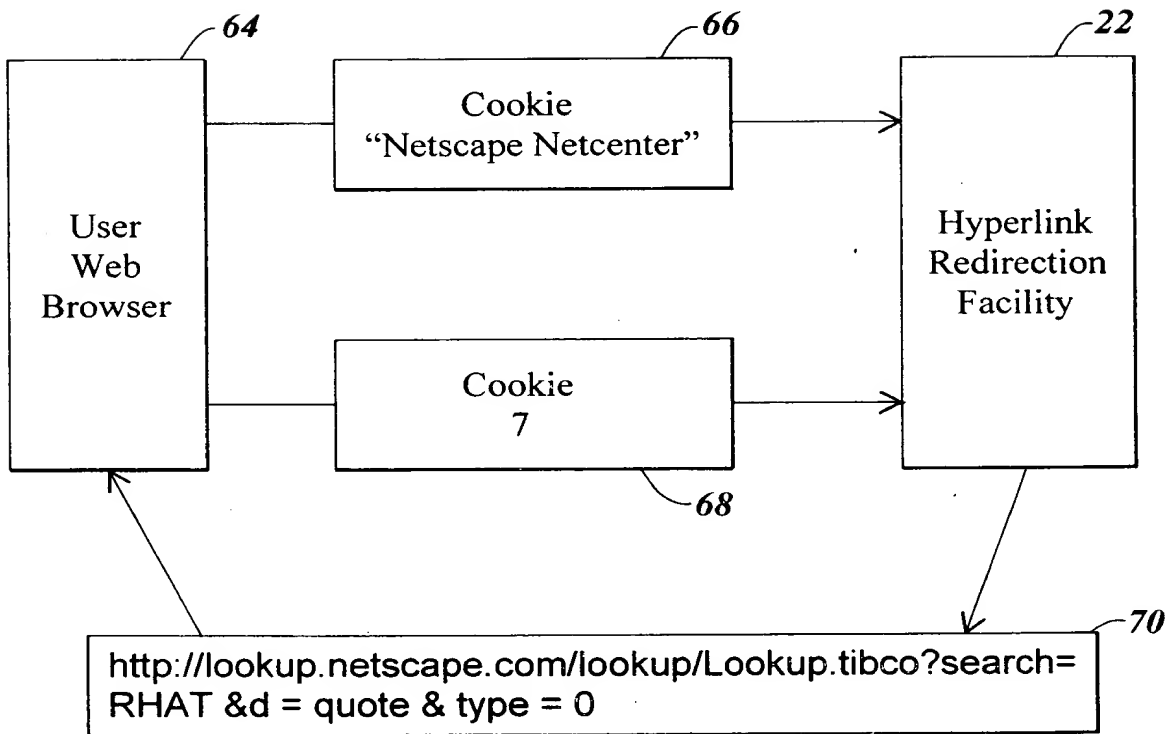 64
66
22
Cookie
“Netscape Netcenter”
User
Web
Browser
Hyperlink
Redirection
Facility
Cookie
7
68
70
http://lookup.netscape.com/lookup/Lookup.tibco?search=
RHAT &d = quote & type = 0